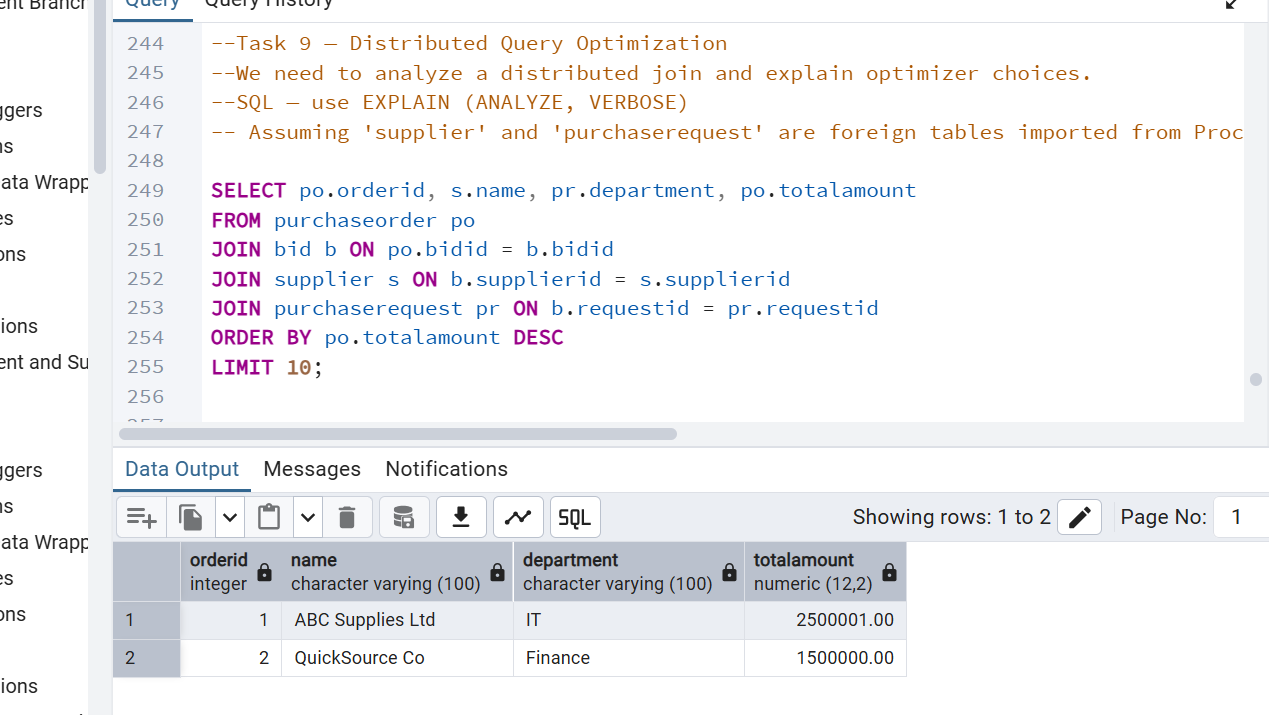 Query Query History
ent Branch
ggers
ns
ata Wrapp
es
ons
ions
ent and Su
ggers
ns
ata Wrapp
es
ons
ions
244 --Task 9 – Distributed Query Optimization
245 --We need to analyze a distributed join and explain optimizer choices.
246 --SQL – use EXPLAIN (ANALYZE, VERBOSE)
247 -- Assuming 'supplier' and 'purchaserequest' are foreign tables imported from Proc
248
249 SELECT po.orderid, s.name, pr.department, po.totalamount
250 FROM purchaseorder po
251 JOIN bid b ON po.bidid = b.bidid
252 JOIN supplier s ON b.supplierid = s.supplierid
253 JOIN purchaserequest pr ON b.requestid = pr.requestid
254 ORDER BY po.totalamount DESC
255 LIMIT 10;
256
Data Output Messages Notifications
SQL Showing rows: 1 to 2 Page No: 1
orderid name department totalamount
integer character varying (100) character varying (100) numeric (12,2)
1 1 ABC Supplies Ltd IT 2500001.00
2 2 QuickSource Co Finance 1500000.00